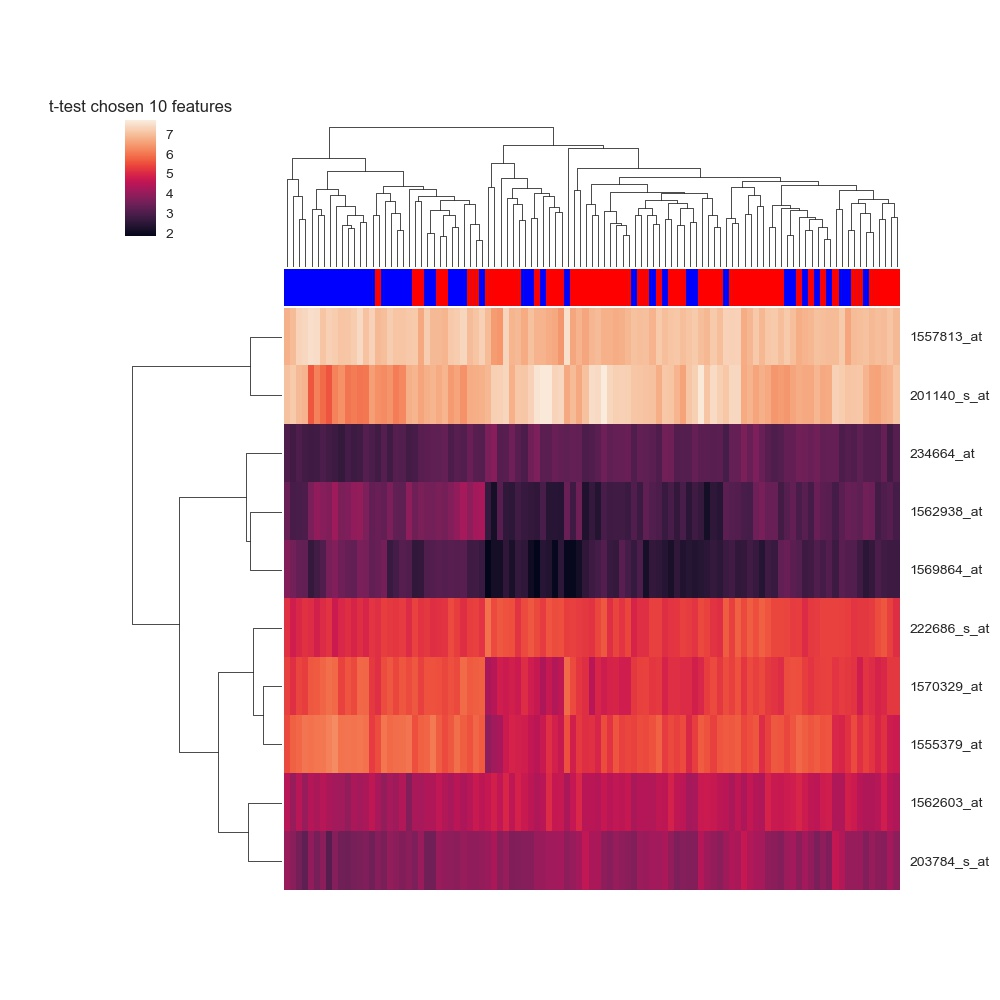 t-test chosen 10 features
7
6
5
4
3
2
1557813_at
201140_s_at
234664_at
1562938_at
1569864_at
222686_s_at
1570329_at
1555379_at
1562603_at
203784_s_at